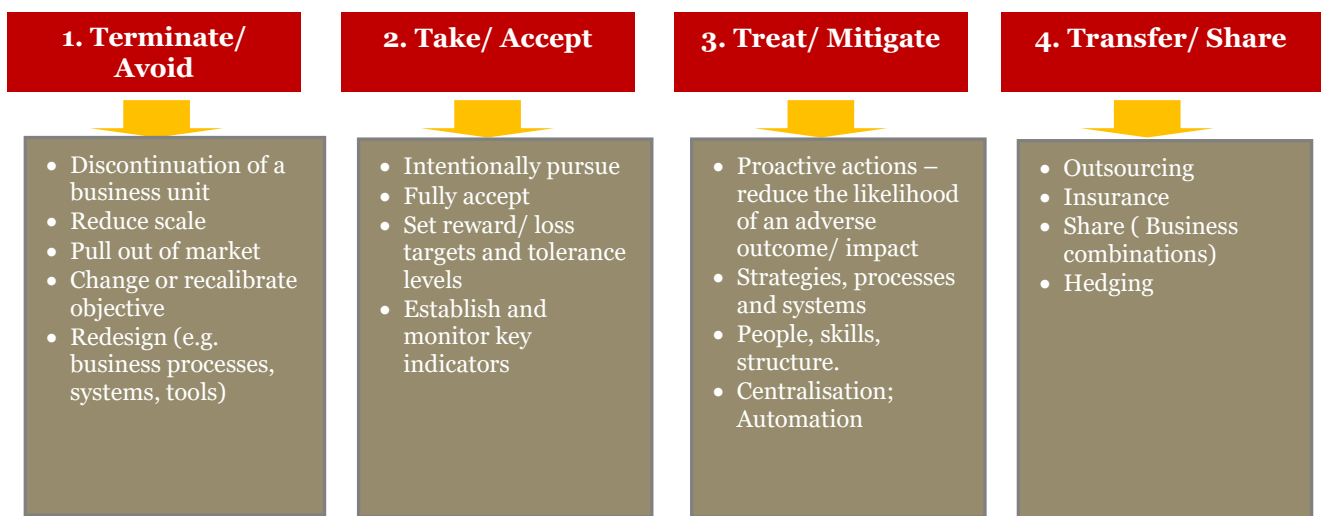 1. Terminate/
Avoid
• Discontinuation of a
business unit
• Reduce scale
• Pull out of market
• Change or recalibrate
objective
• Redesign (e.g.
business processes,
systems, tools)
2. Take/ Accept
• Intentionally pursue
• Fully accept
• Set reward/ loss
targets and tolerance
levels
• Establish and
monitor key
indicators
3. Treat/ Mitigate
• Proactive actions –
reduce the likelihood
of an adverse
outcome/ impact
• Strategies, processes
and systems
• People, skills,
structure.
• Centralisation;
Automation
4. Transfer/ Share
• Outsourcing
• Insurance
• Share ( Business
combinations)
• Hedging